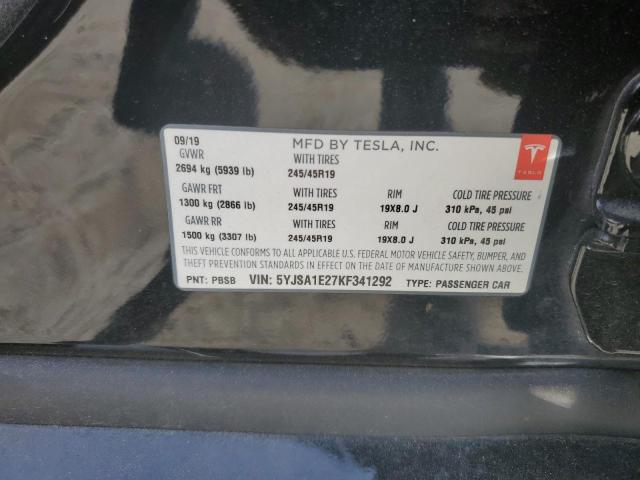 09/19 MFD BY TESLA, INC.
GVWR WITH TIRES
2694 kg (5939 lb) 245/45R19
TESLA
GAWR FRT WITH TIRES RIM COLD TIRE PRESSURE
1300 kg (2866 lb) 245/45R19 19X8.0 J 310 kPa, 45 psi
GAWR RR WITH TIRES RIM COLD TIRE PRESSURE
1500 kg (3307 lb) 245/45R19 19X8.0 J 310 kPa, 45 psi
THIS VEHICLE CONFORMS TO ALL APPLICABLE U.S. FEDERAL MOTOR VEHICLE SAFETY, BUMPER, AND
THEFT PREVENTION STANDARDS IN EFFECT ON THE DATE OF MANUFACTURE SHOWN ABOVE.
PNT: PBSB VIN: 5YJSA1E27KF341292 TYPE: PASSENGER CAR